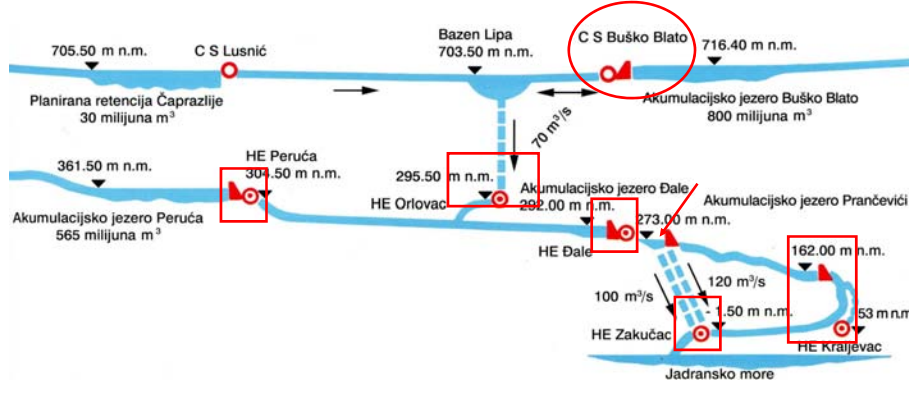 Bazen Lipa
703.50 m n.m.
705.50 m n.m.
C S Lusnić
C S Buško Blato
716.40 m n.m.
Planirana retencija Čaprazlije
30 milijuna m³
Akumulacijsko jezero Buško Blato
800 milijuna m³
70 m³/s
HE Peruća
304.50 m n.m.
361.50 m n.m.
295.50 m n.m.
HE Orlovac
Akumulacijsko jezero Đale
292.00 m n.m.
Akumulacijsko jezero Prančevići
273.00 m n.m.
Akumulacijsko jezero Peruća
565 milijuna m³
HE Đale
162.00 m n.m.
100 m³/s
120 m³/s
- 1.50 m n.m.
53 m n.m.
HE Zakučac
HE Kraljevac
Jadransko more